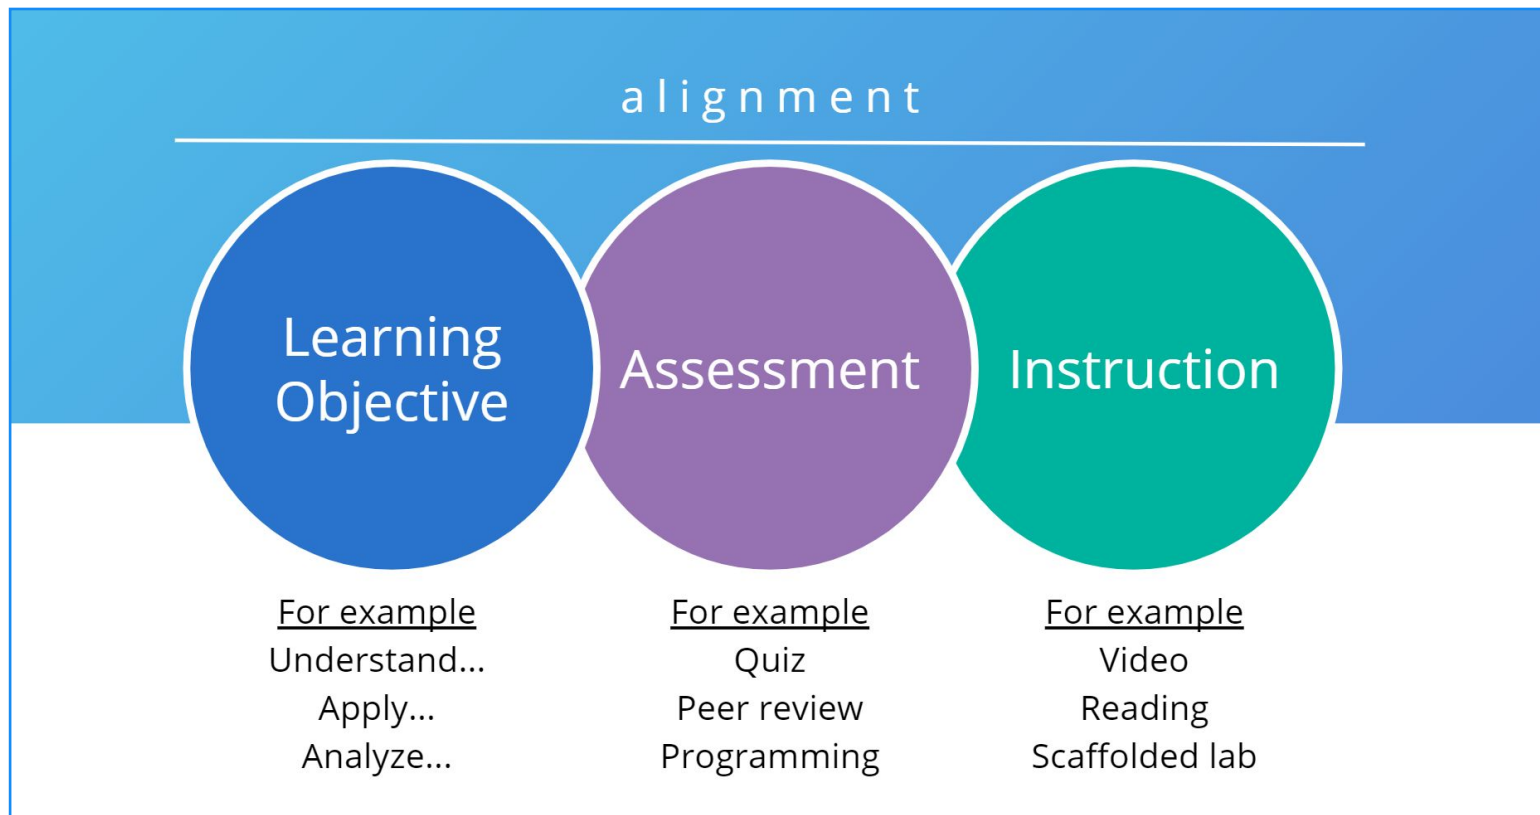 alignment
Learning
Objective
Assessment
Instruction
For example
Understand...
Apply...
Analyze...
For example
Quiz
Peer review
Programming
For example
Video
Reading
Scaffolded lab